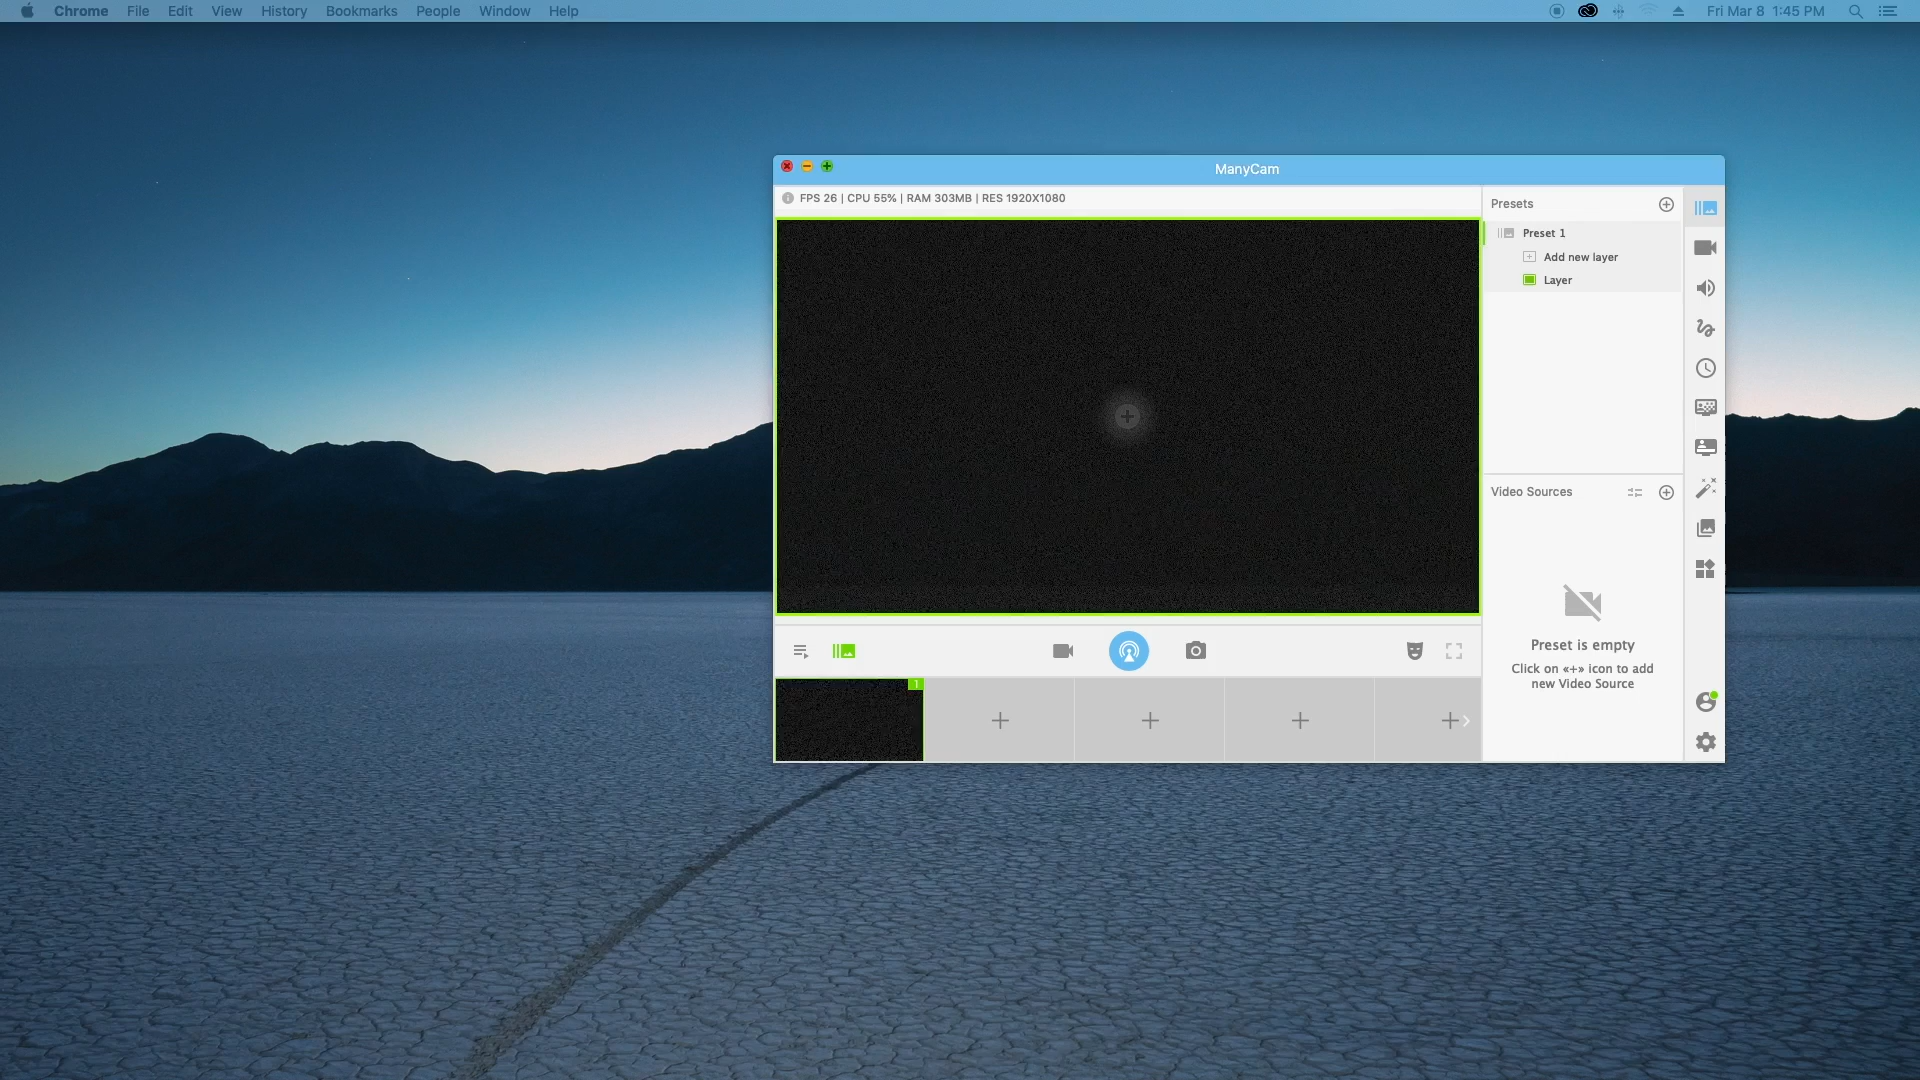 Chrome File Edit View History Bookmarks People Window Help
Fri Mar 8 1:45 PM
ManyCam
FPS 26 | CPU 55% | RAM 303MB | RES 1920X1080
Presets
Preset 1
Add new layer
Layer
Video Sources
Preset is empty
Click on «+» icon to add
new Video Source
1